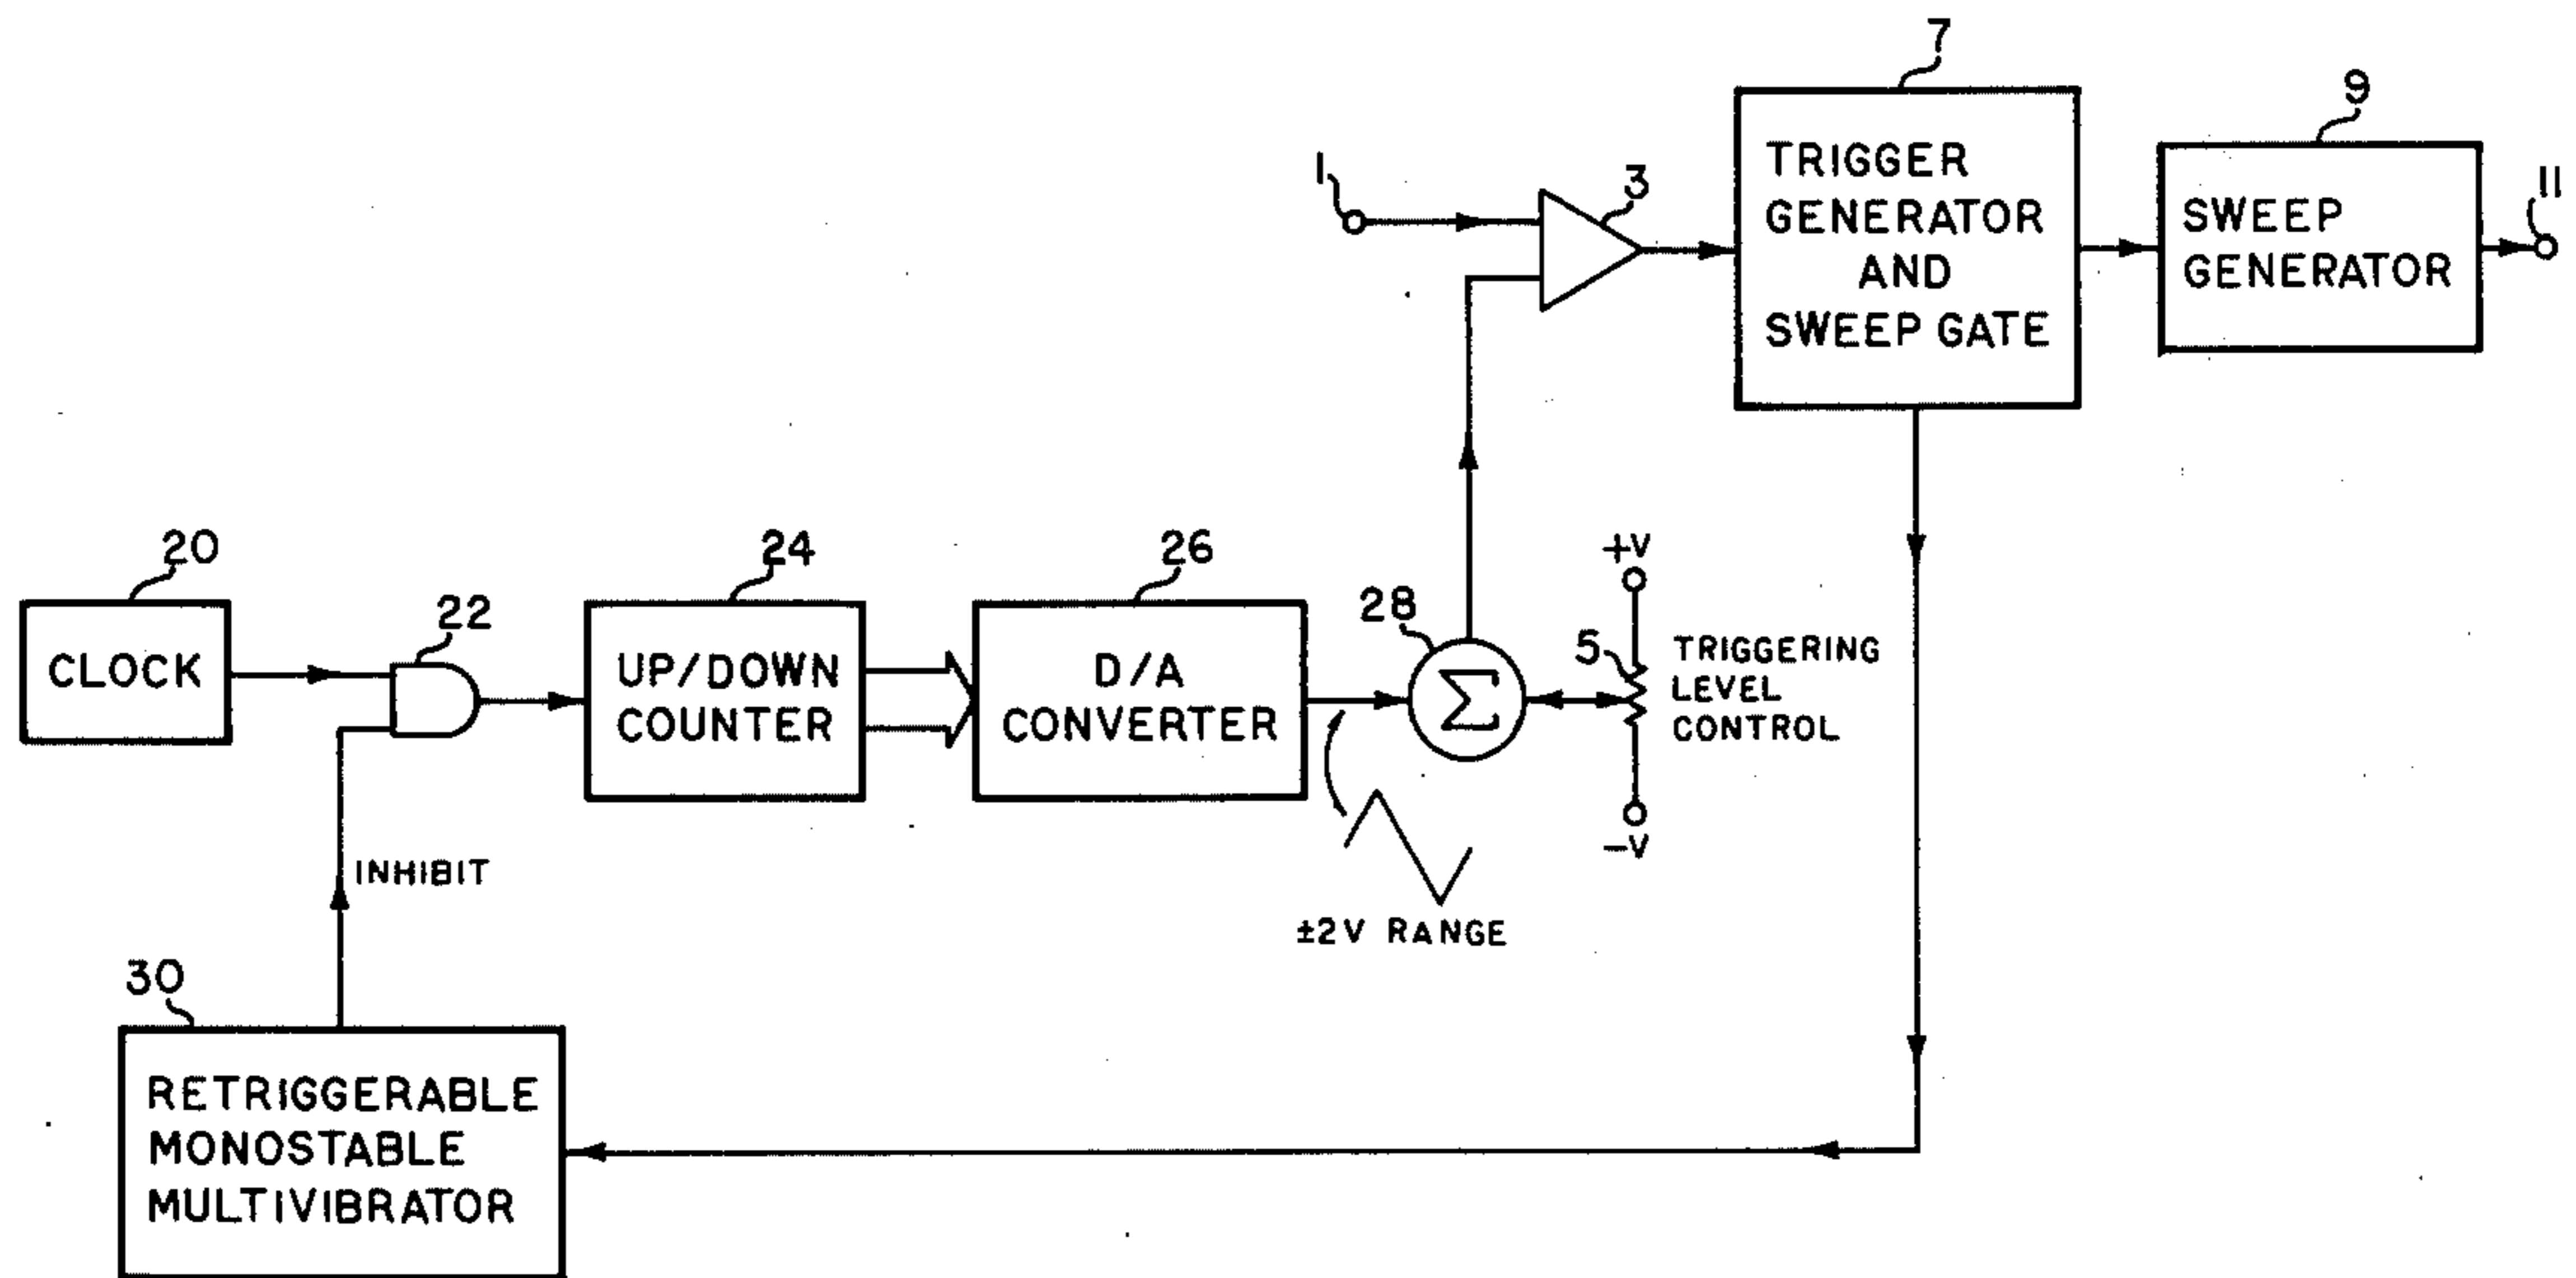 7
9
1
3
11
TRIGGER
GENERATOR
AND
SWEEP GATE
SWEEP
GENERATOR
20
22
24
26
28
+V
5
TRIGGERING
LEVEL
CONTROL
CLOCK
UP/DOWN
COUNTER
D/A
CONVERTER
Σ
-V
INHIBIT
±2V RANGE
30
RETRIGGERABLE
MONOSTABLE
MULTIVIBRATOR